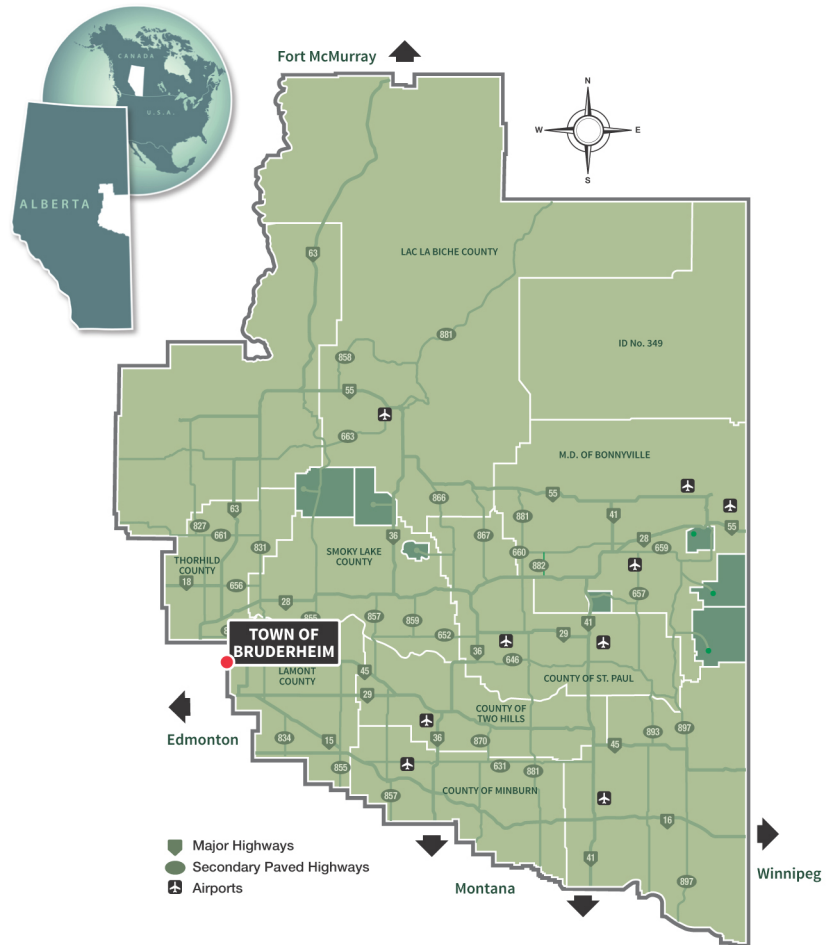 Fort McMurray
CANADA
U.S.A.
ALBERTA
N
W
E
S
63
LAC LA BICHE COUNTY
881
ID No. 349
858
55
663
M.D. OF BONNYVILLE
866
55
63
827
661
831
881
41
867
36
28
659
55
660
882
THORHILD
COUNTY
SMOKY LAKE
COUNTY
18
656
657
28
857
859
652
41
29
36
646
TOWN OF
BRUDERHEIM
LAMONT
COUNTY
45
29
COUNTY OF ST. PAUL
COUNTY OF
TWO HILLS
Edmonton
834
15
36
870
45
893
897
855
631
881
857
COUNTY OF MINBURN
16
41
897
Major Highways
Secondary Paved Highways
Airports
Montana
Winnipeg